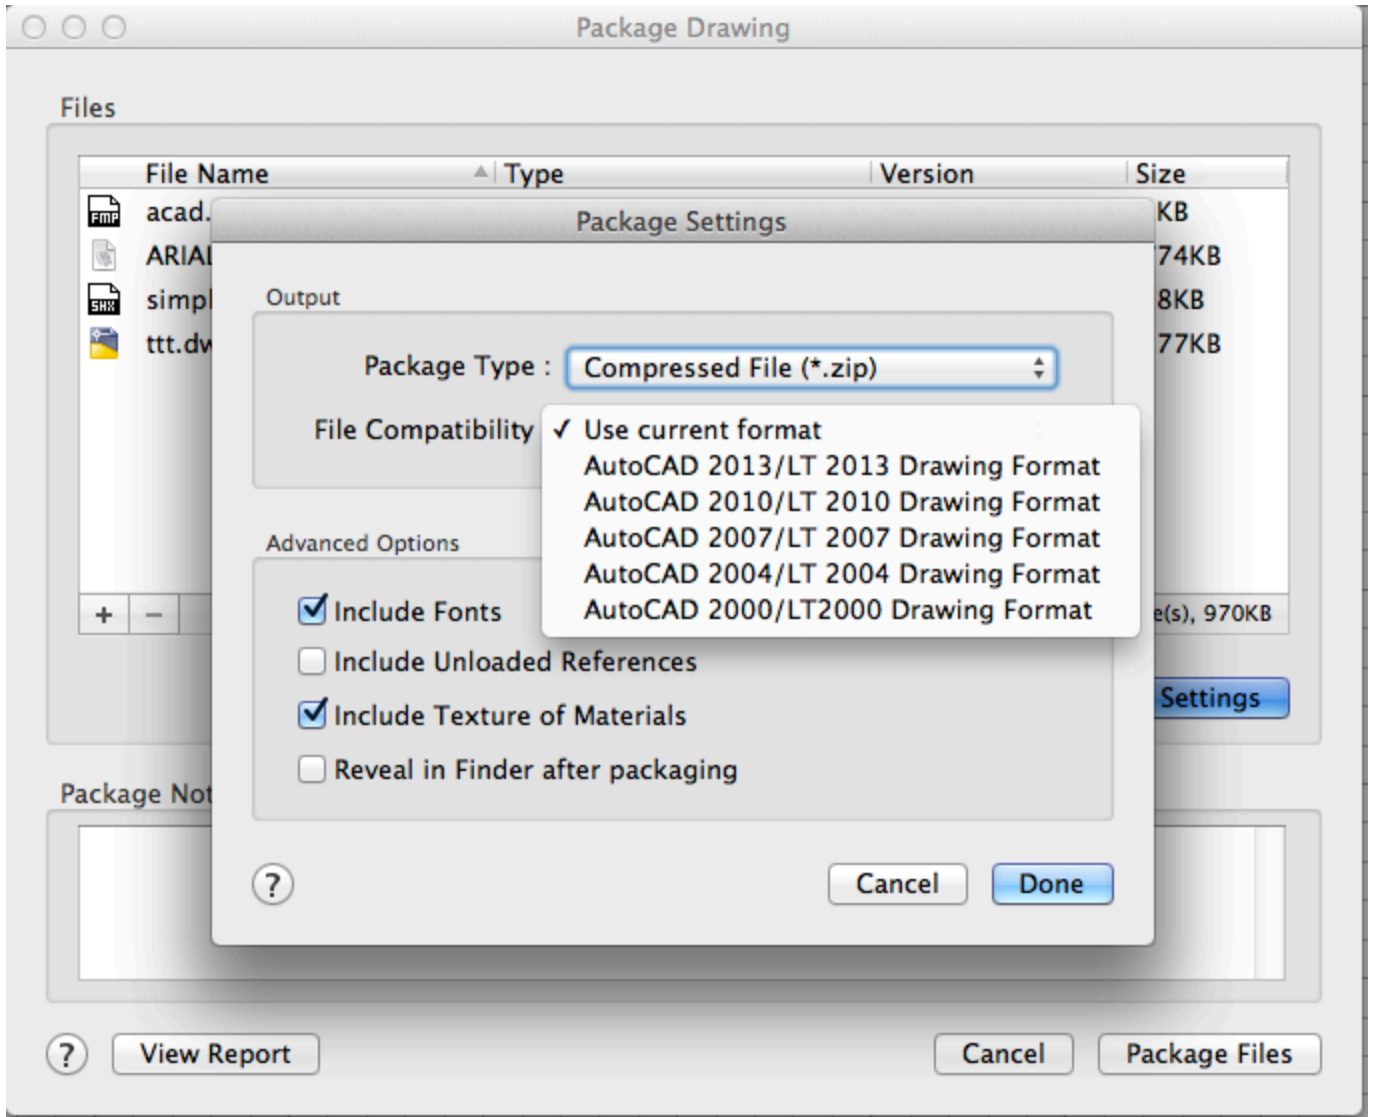 Package Drawing
Files
File Name Type Version Size
FMP acad. KB
ARIAL 74KB
SHX simpl 8KB
ttt.dw 77KB
Package Settings
Output
Package Type : Compressed File (*.zip)
File Compatibility ✓ Use current format
AutoCAD 2013/LT 2013 Drawing Format
AutoCAD 2010/LT 2010 Drawing Format
AutoCAD 2007/LT 2007 Drawing Format
AutoCAD 2004/LT 2004 Drawing Format
AutoCAD 2000/LT2000 Drawing Format
Advanced Options
Include Fonts
+ − e(s), 970KB
Include Unloaded References
Settings
Include Texture of Materials
Reveal in Finder after packaging
Package Not
? Cancel Done
? View Report Cancel Package Files